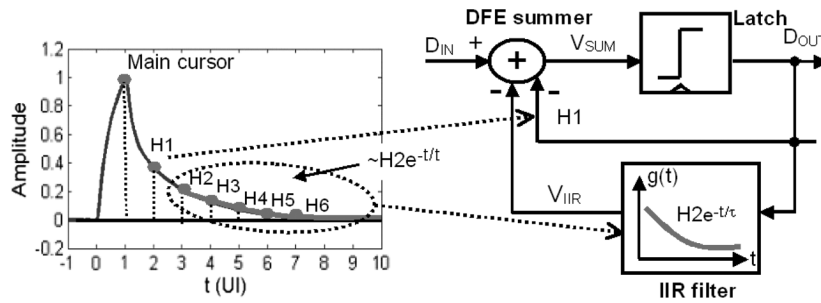 Main cursor
H1
H2
H3
H4
H5
H6
~H2e-t/t
Amplitude
1.2
1
0.8
0.6
0.4
0.2
0
0.2
-1 0 1 2 3 4 5 6 7 8 9 10
t (UI)
DFE summer
Latch
DIN
+
+
-
-
VSUM
DOUT
H1
VIIR
g(t)
H2e-t/τ
t
IIR filter